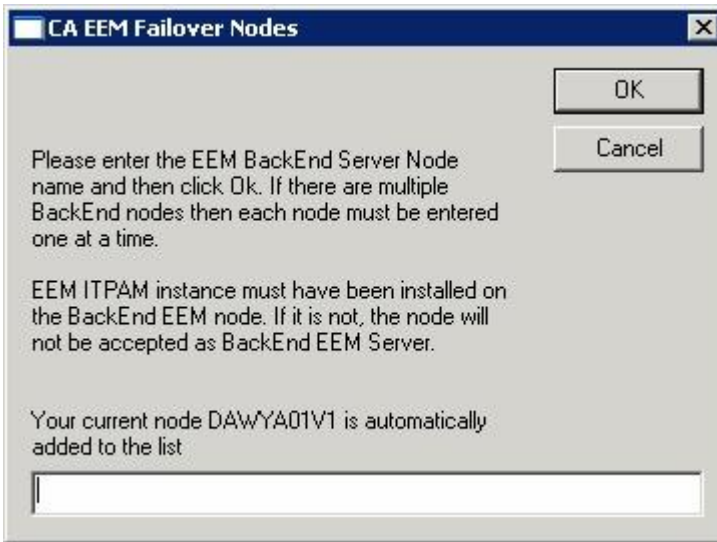 CA EEM Failover Nodes
OK
Cancel
Please enter the EEM BackEnd Server Node
name and then click Ok. If there are multiple
BackEnd nodes then each node must be entered
one at a time.
EEM ITPAM instance must have been installed on
the BackEnd EEM node. If it is not, the node will
not be accepted as BackEnd EEM Server.
Your current node DAWYA01V1 is automatically
added to the list